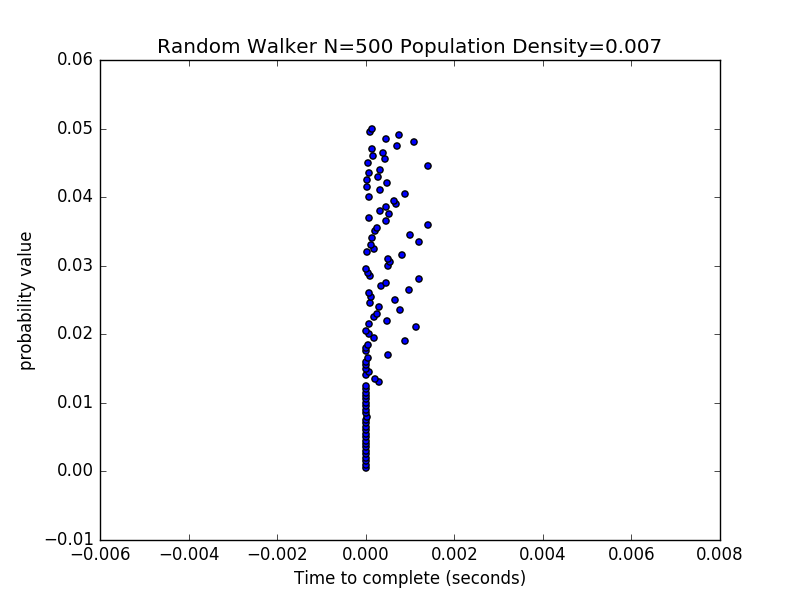 Random Walker N=500 Population Density=0.007
0.06
0.05
0.04
0.03
0.02
0.01
0.00
−0.01
probability value
−0.006 −0.004 −0.002 0.000 0.002 0.004 0.006 0.008
Time to complete (seconds)